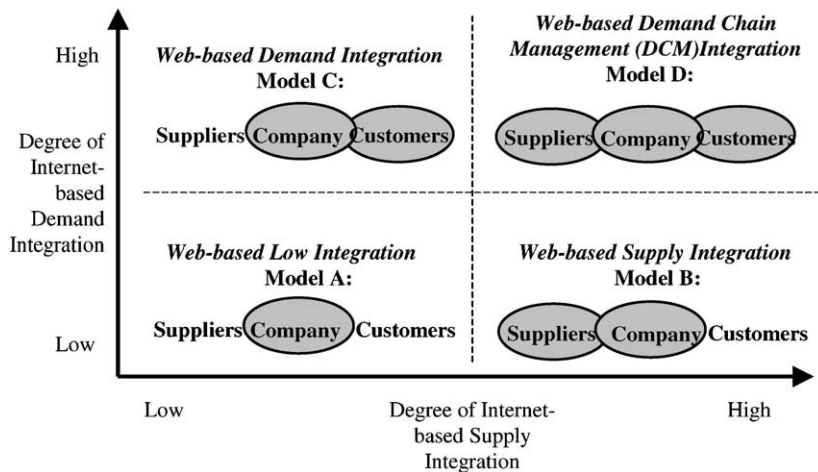 High
Web-based Demand Integration
Model C:
Suppliers Company Customers
Web-based Demand Chain
Management (DCM)Integration
Model D:
Suppliers Company Customers
Degree of
Internet-
based
Demand
Integration
Web-based Low Integration
Model A:
Suppliers Company Customers
Web-based Supply Integration
Model B:
Suppliers Company Customers
Low
Low
Degree of Internet-
based Supply
Integration
High